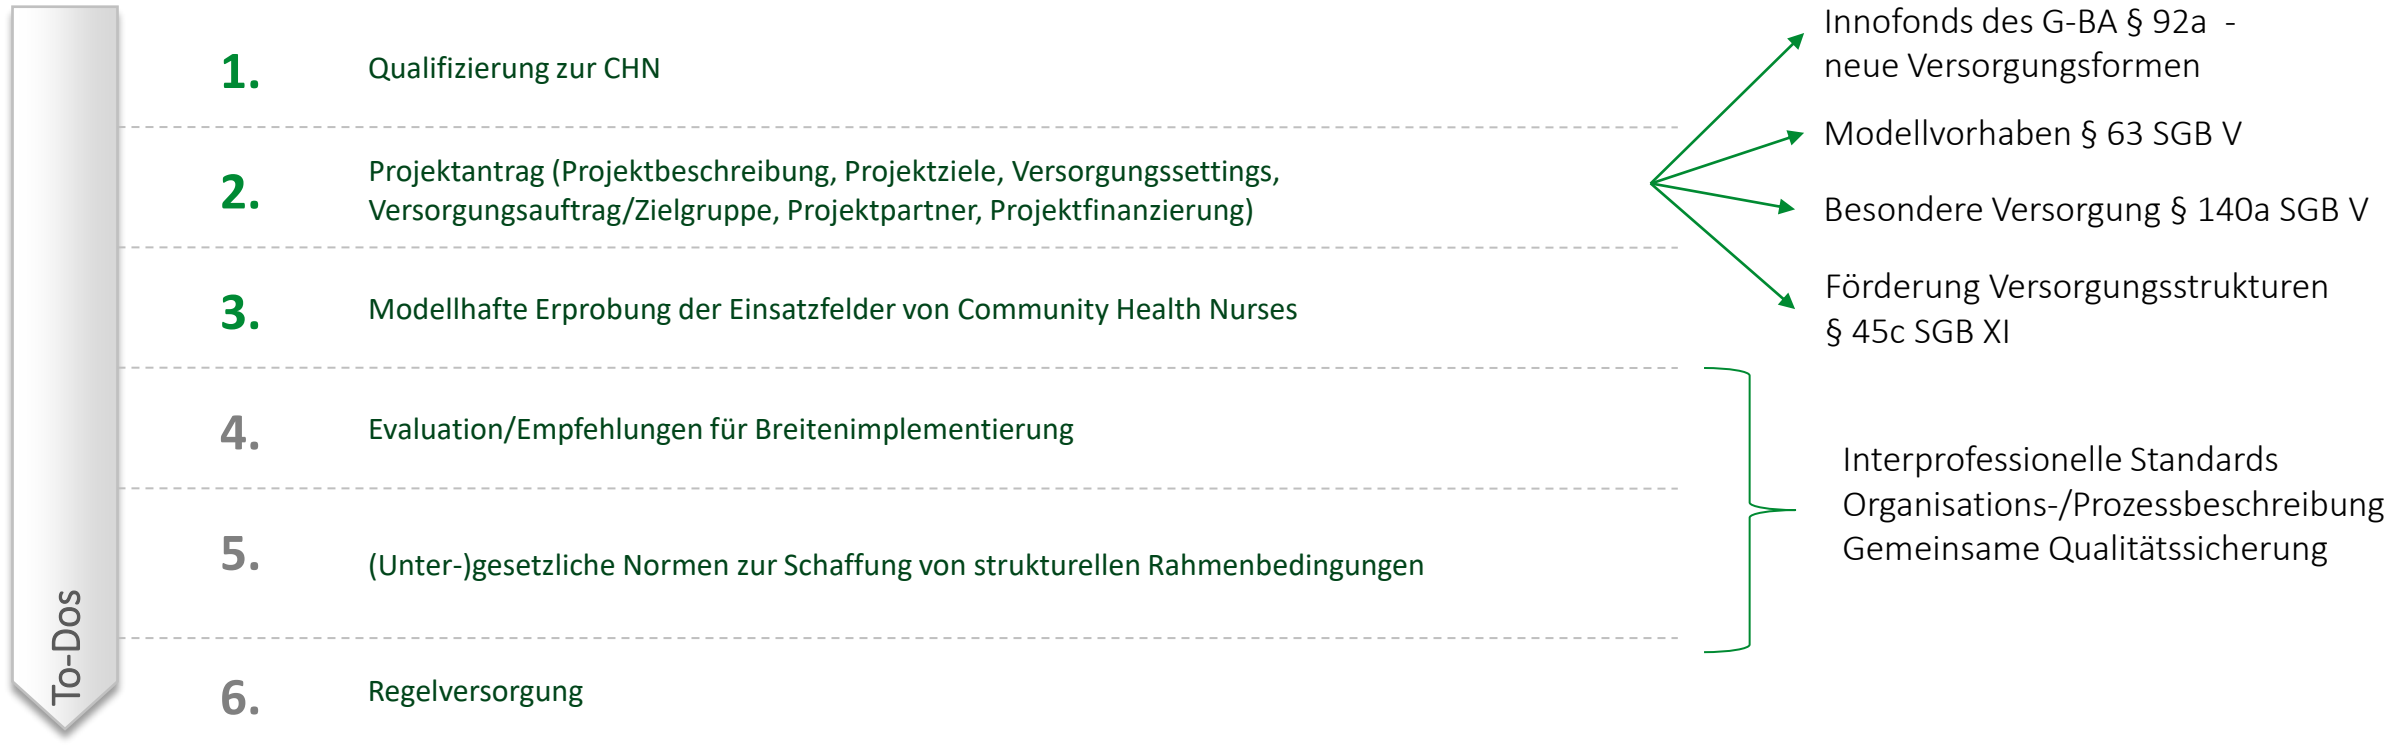 To-Dos
1.
Qualifizierung zur CHN
2.
Projektantrag (Projektbeschreibung, Projektziele, Versorgungssettings,
Versorgungsauftrag/Zielgruppe, Projektpartner, Projektfinanzierung)
3.
Modellhafte Erprobung der Einsatzfelder von Community Health Nurses
4.
Evaluation/Empfehlungen für Breitenimplementierung
5.
(Unter-)gesetzliche Normen zur Schaffung von strukturellen Rahmenbedingungen
6.
Regelversorgung
Innofonds des G-BA § 92a -
neue Versorgungsformen
Modellvorhaben § 63 SGB V
Besondere Versorgung § 140a SGB V
Förderung Versorgungsstrukturen
§ 45c SGB XI
Interprofessionelle Standards
Organisations-/Prozessbeschreibung
Gemeinsame Qualitätssicherung